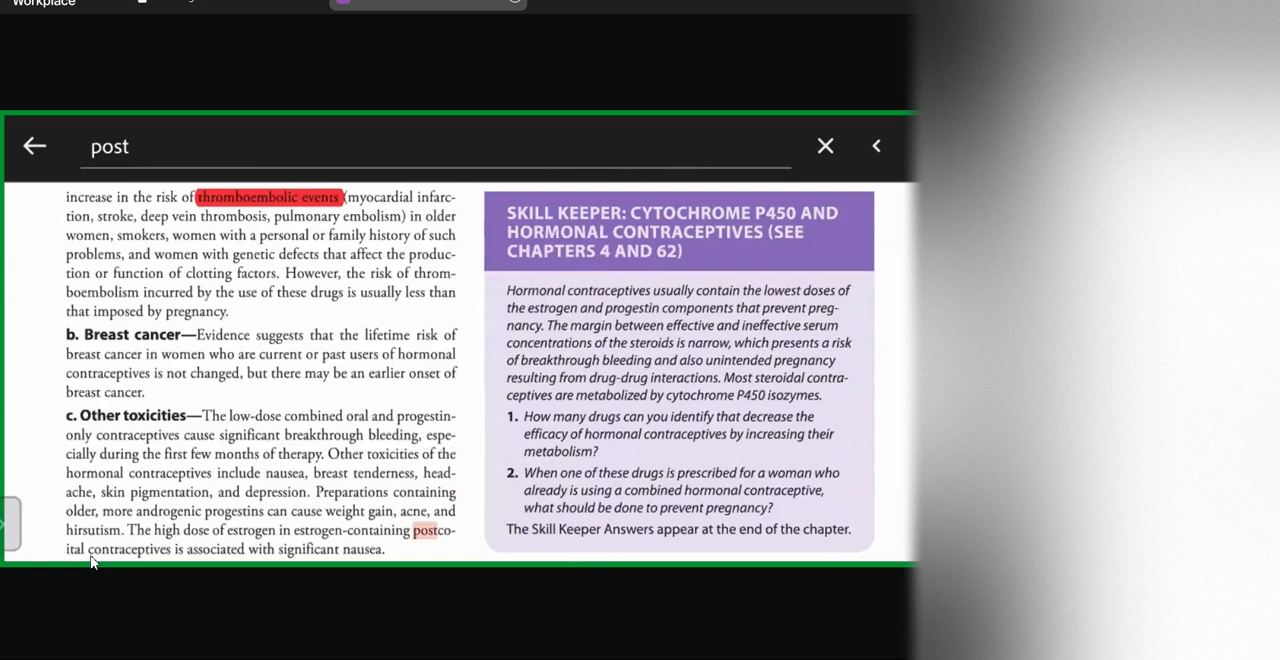 Workplace
post
increase in the risk of thromboembolic events (myocardial infarc-
tion, stroke, deep vein thrombosis, pulmonary embolism) in older
women, smokers, women with a personal or family history of such
problems, and women with genetic defects that affect the produc-
tion or function of clotting factors. However, the risk of throm-
boembolism incurred by the use of these drugs is usually less than
that imposed by pregnancy.
b. Breast cancer—Evidence suggests that the lifetime risk of
breast cancer in women who are current or past users of hormonal
contraceptives is not changed, but there may be an earlier onset of
breast cancer.
c. Other toxicities—The low-dose combined oral and progestin-
only contraceptives cause significant breakthrough bleeding, espe-
cially during the first few months of therapy. Other toxicities of the
hormonal contraceptives include nausea, breast tenderness, head-
ache, skin pigmentation, and depression. Preparations containing
older, more androgenic progestins can cause weight gain, acne, and
hirsutism. The high dose of estrogen in estrogen-containing postco-
ital contraceptives is associated with significant nausea.
SKILL KEEPER: CYTOCHROME P450 AND
HORMONAL CONTRACEPTIVES (SEE
CHAPTERS 4 AND 62)
Hormonal contraceptives usually contain the lowest doses of
the estrogen and progestin components that prevent preg-
nancy. The margin between effective and ineffective serum
concentrations of the steroids is narrow, which presents a risk
of breakthrough bleeding and also unintended pregnancy
resulting from drug-drug interactions. Most steroidal contra-
ceptives are metabolized by cytochrome P450 isozymes.
1. How many drugs can you identify that decrease the
efficacy of hormonal contraceptives by increasing their
metabolism?
2. When one of these drugs is prescribed for a woman who
already is using a combined hormonal contraceptive,
what should be done to prevent pregnancy?
The Skill Keeper Answers appear at the end of the chapter.